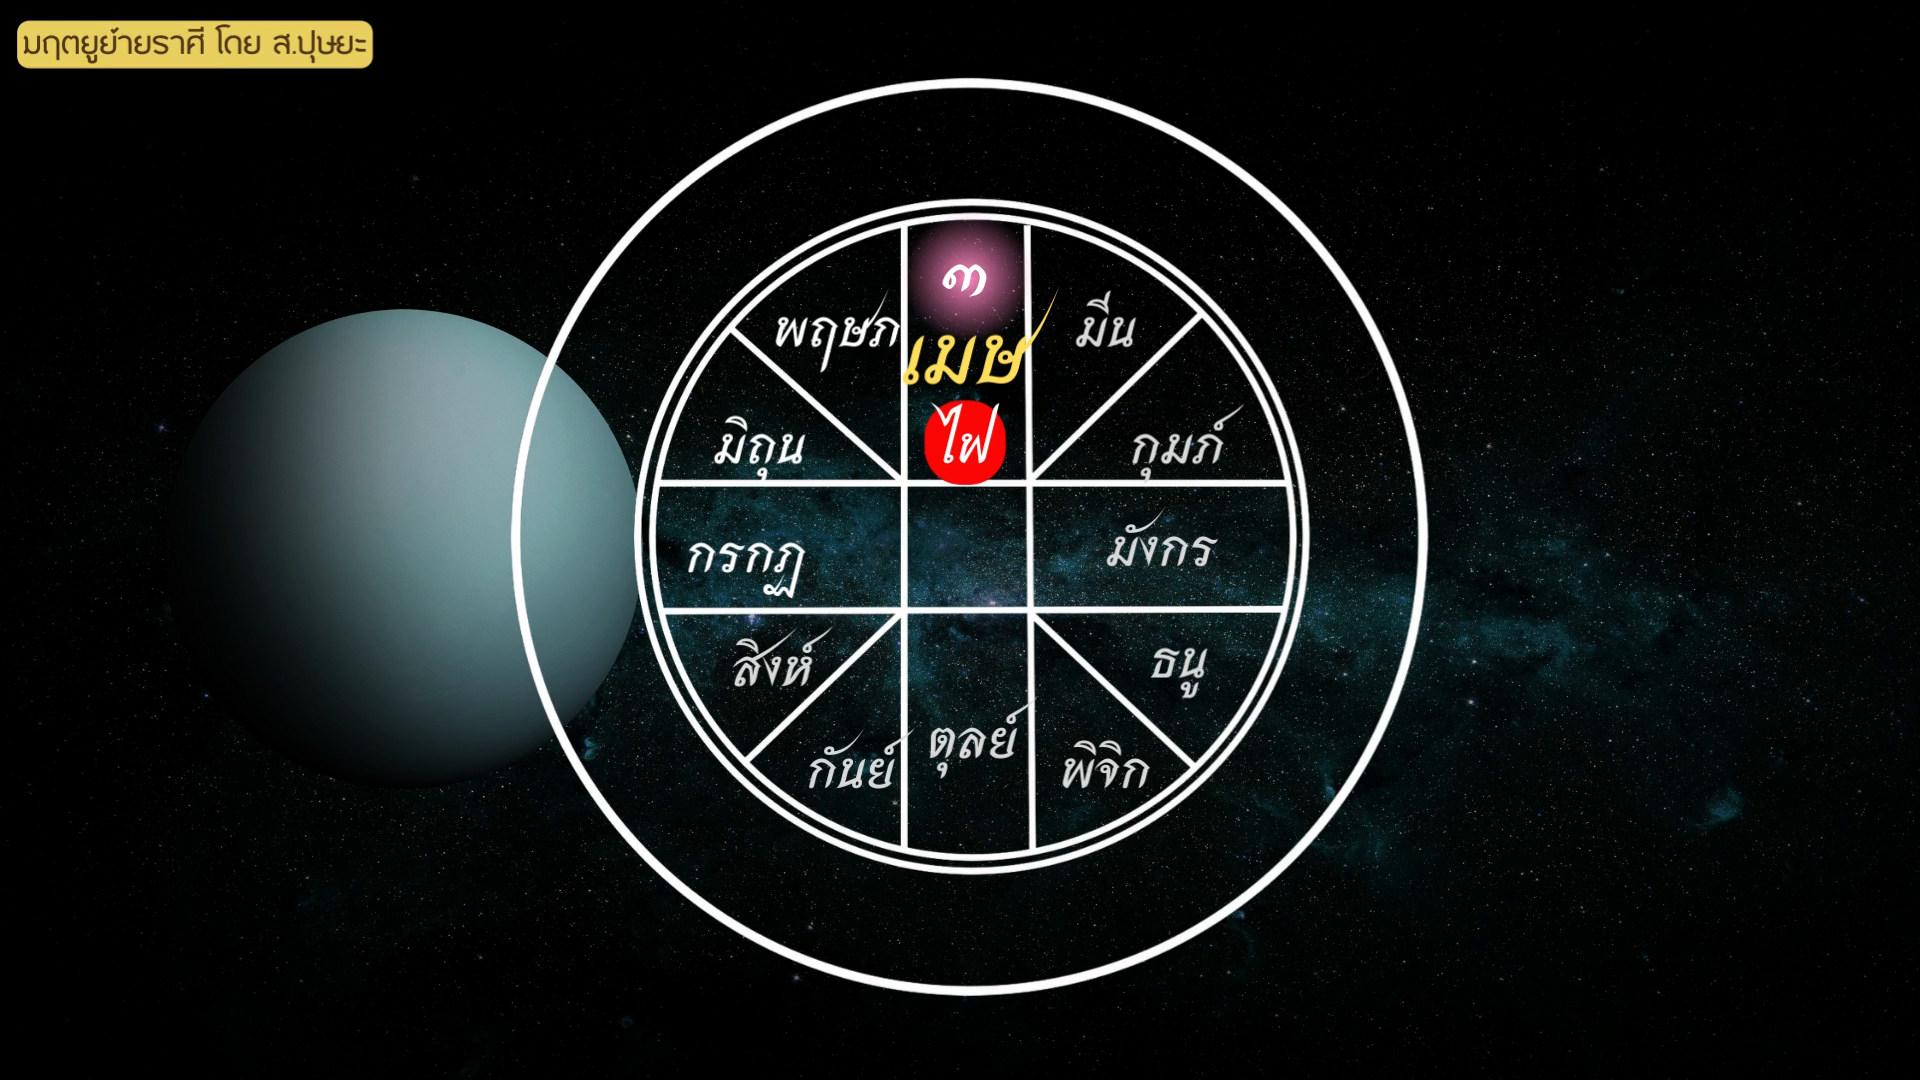 มฤตยูย้ายราศี โดย ส.ปุษยะ
๓
พฤษภ
เมษ
มีน
มิถุน
ไฟ
กุมภ์
กรกฏ
มังกร
สิงห์
ธนู
กันย์
ตุลย์
พิจิก